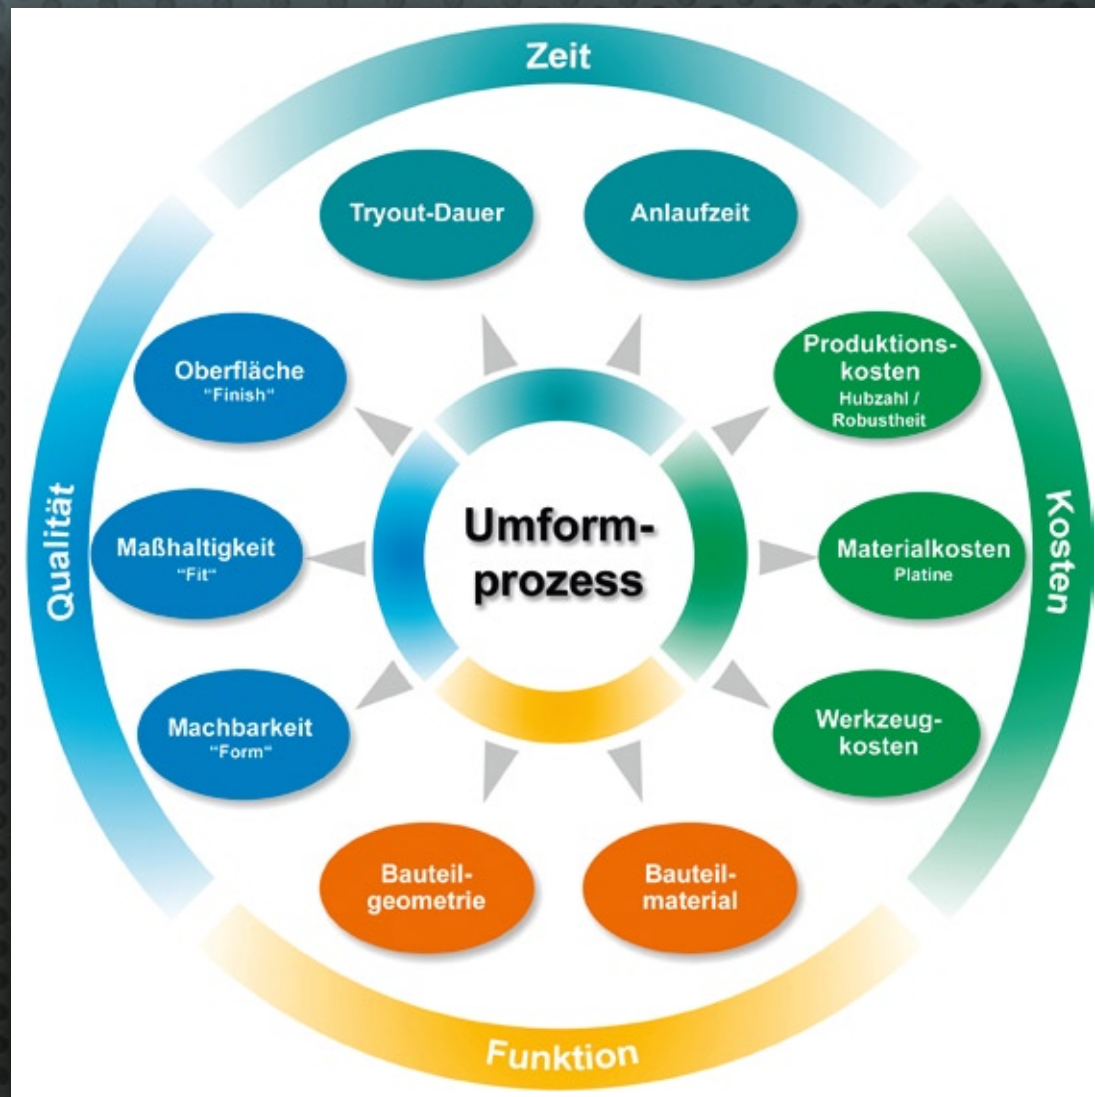 Zeit
Tryout-Dauer
Anlaufzeit
Oberfläche
"Finish"
Produktions-
kosten
Hubzahl /
Robustheit
Qualität
Maßhaltigkeit
"Fit"
Umform-
prozess
Materialkosten
Platine
Kosten
Machbarkeit
"Form"
Werkzeug-
kosten
Bauteil-
geometrie
Bauteil-
material
Funktion